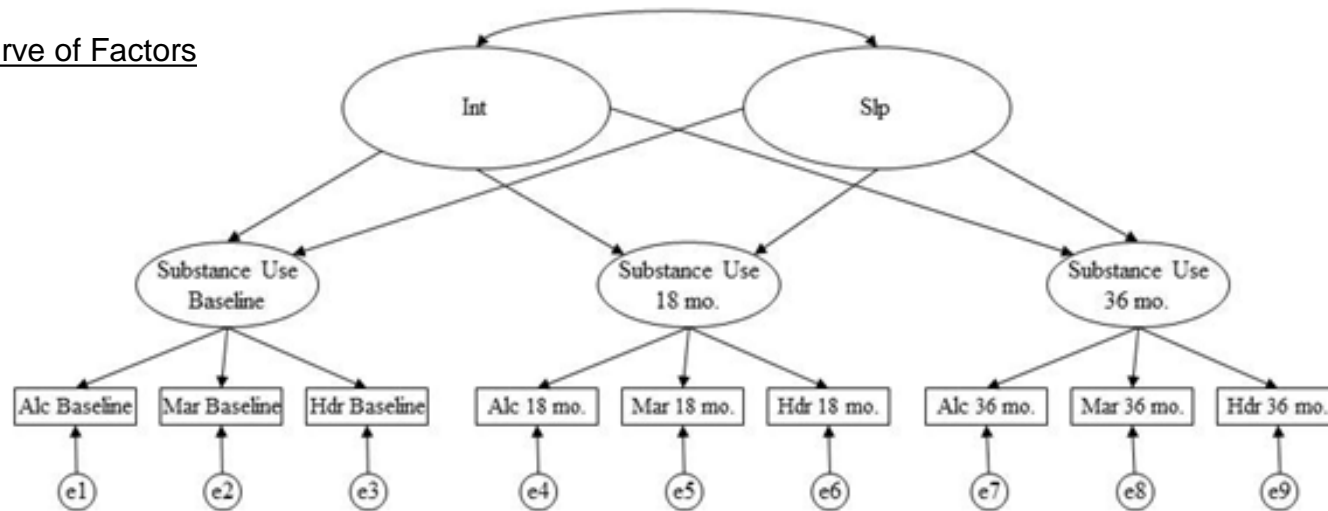 rve of Factors
Int
Slp
Substance Use
Baseline
Substance Use
18 mo.
Substance Use
36 mo.
Alc Baseline
Mar Baseline
Hdr Baseline
Alc 18 mo.
Mar 18 mo.
Hdr 18 mo.
Alc 36 mo.
Mar 36 mo.
Hdr 36 mo.
e1
e2
e3
e4
e5
e6
e7
e8
e9